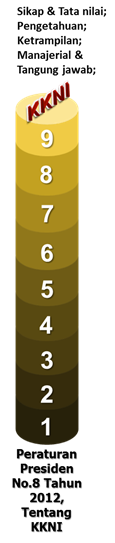 Sikap & Tata nilai;
Pengetahuan;
Ketrampilan;
Manajerial &
Tangung jawab;
KKNI
9
8
7
6
5
4
3
2
1
Peraturan
Presiden
No.8 Tahun
2012,
Tentang
KKNI